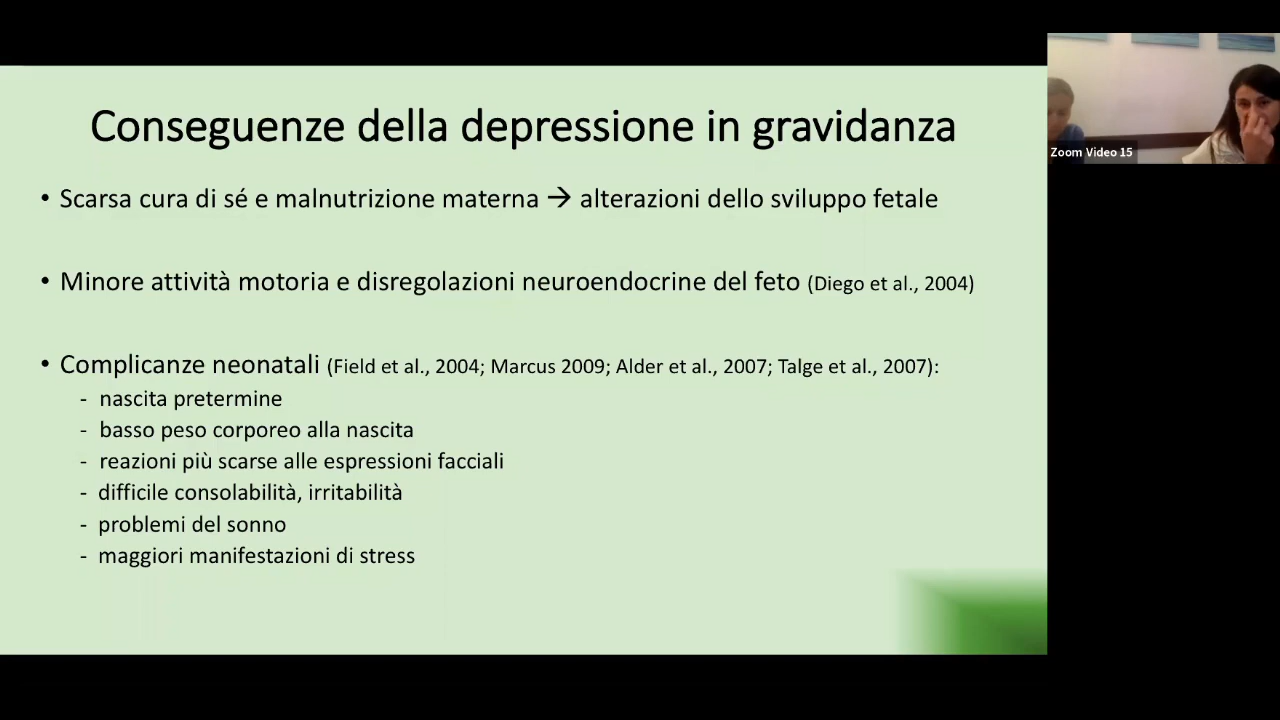 Conseguenze della depressione in gravidanza
• Scarsa cura di sé e malnutrizione materna → alterazioni dello sviluppo fetale
• Minore attività motoria e disregolazioni neuroendocrine del feto (Diego et al., 2004)
• Complicanze neonatali (Field et al., 2004; Marcus 2009; Alder et al., 2007; Talge et al., 2007):
- nascita pretermine
- basso peso corporeo alla nascita
- reazioni più scarse alle espressioni facciali
- difficile consolabilità, irritabilità
- problemi del sonno
- maggiori manifestazioni di stress
Zoom Video 15